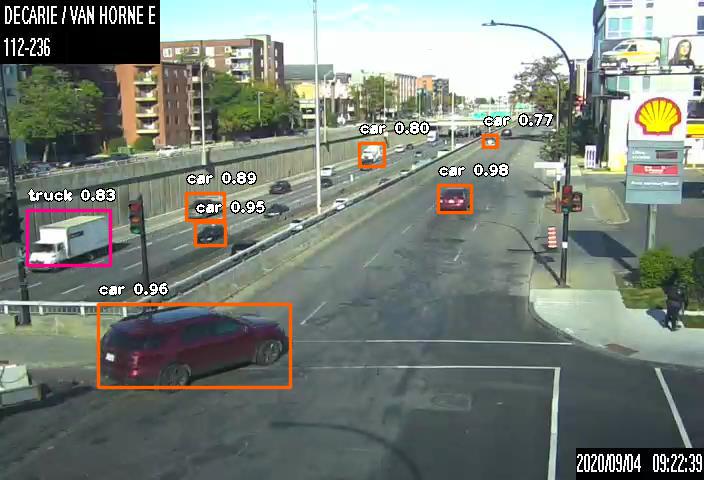 DECARIE / VAN HORNE E
112-236
car 0.77
car 0.80
car 0.98
car 0.89
truck 0.83
car 0.95
car 0.96
2020/09/04 09:22:39